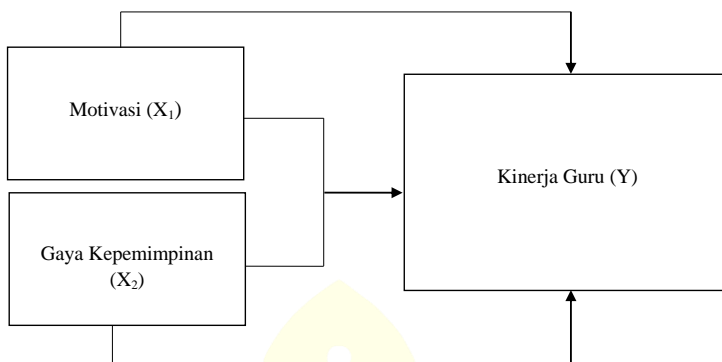 Motivasi (X₁)
Kinerja Guru (Y)
Gaya Kepemimpinan
(X₂)